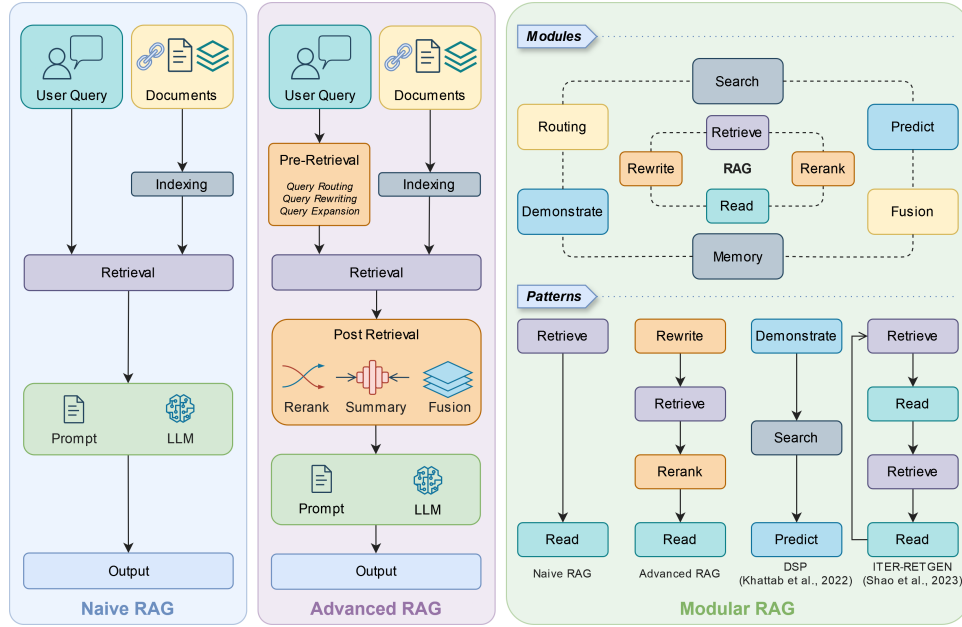 User Query
Documents
Indexing
Retrieval
Prompt
LLM
Output
Naive RAG
User Query
Documents
Pre-Retrieval
Query Routing
Query Rewriting
Query Expansion
Indexing
Retrieval
Post Retrieval
Rerank
Summary
Fusion
Prompt
LLM
Output
Advanced RAG
Modules
Search
Routing
Predict
Retrieve
Rewrite
RAG
Rerank
Read
Demonstrate
Fusion
Memory
Patterns
Retrieve
Read
Naive RAG
Rewrite
Retrieve
Rerank
Read
Advanced RAG
Demonstrate
Search
Predict
DSP
(Khattab et al., 2022)
Retrieve
Read
Retrieve
Read
ITER-RETGEN
(Shao et al., 2023)
Modular RAG